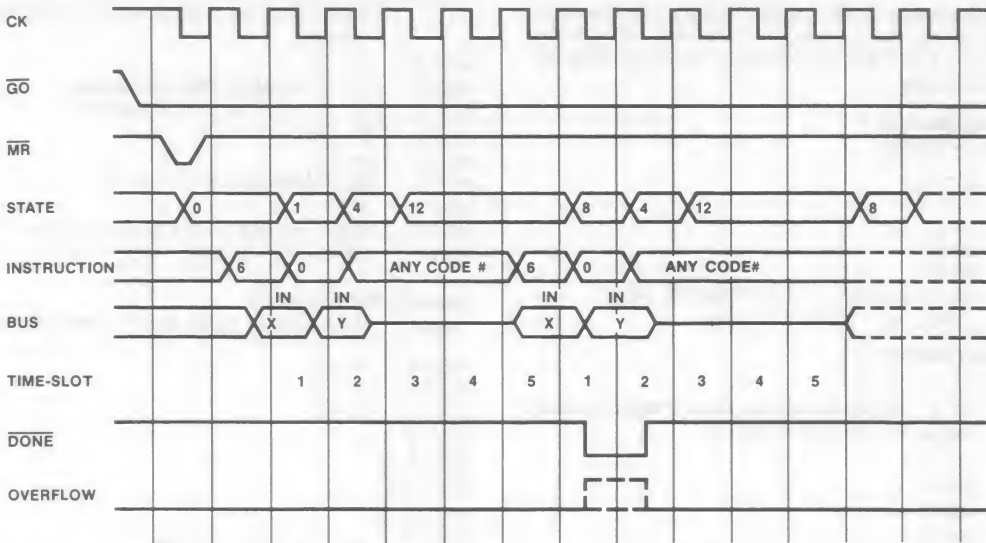 CK
GO
MR
STATE 0 1 4 12 8 4 12 8
INSTRUCTION 6 0 ANY CODE # 6 0 ANY CODE#
IN IN IN IN
BUS X Y X Y
TIME-SLOT 1 2 3 4 5 1 2 3 4 5
DONE
OVERFLOW